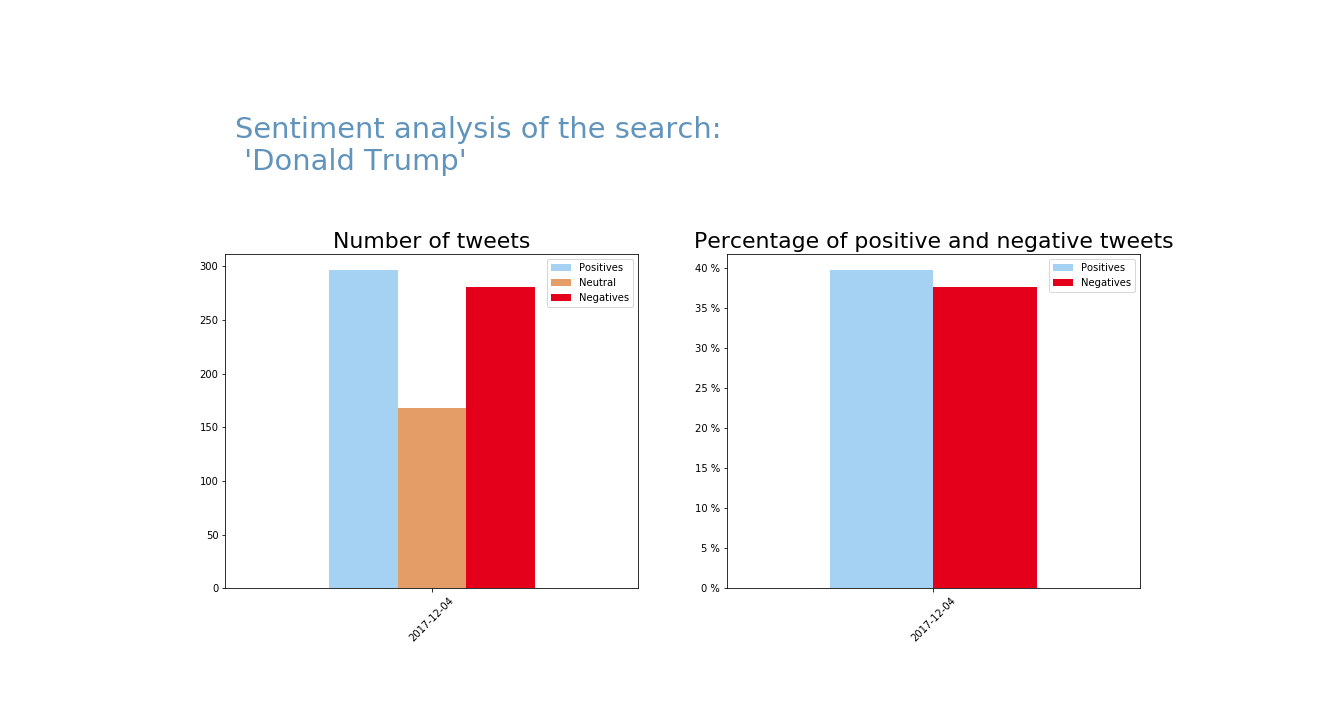 Sentiment analysis of the search:
'Donald Trump'
Number of tweets
300
250
200
150
100
50
0
Positives
Neutral
Negatives
2017-12-04
Percentage of positive and negative tweets
40 %
35 %
30 %
25 %
20 %
15 %
10 %
5 %
0 %
Positives
Negatives
2017-12-04